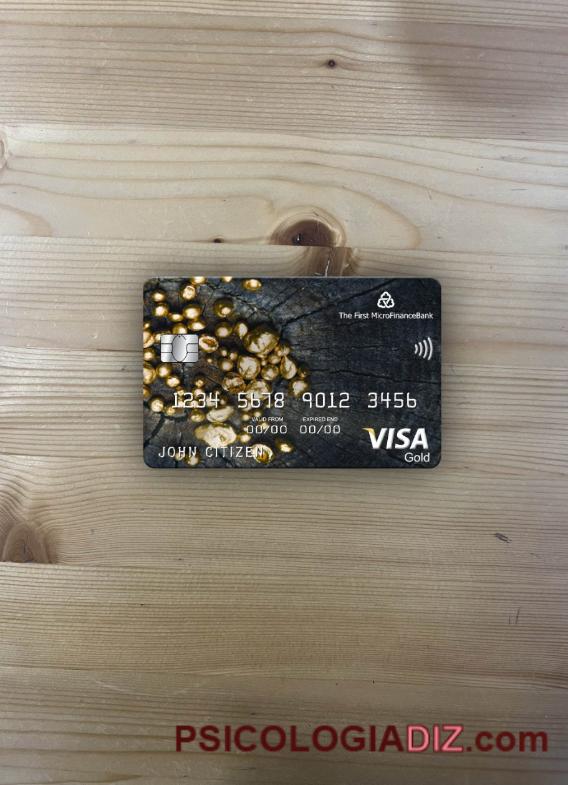 The First MicroFinanceBank
1234 5678 9012 3456
VALID FROM EXPIRED END
00/00 00/00
VISA
JOHN CITIZEN
Gold
PSICOLOGIADIZ.com